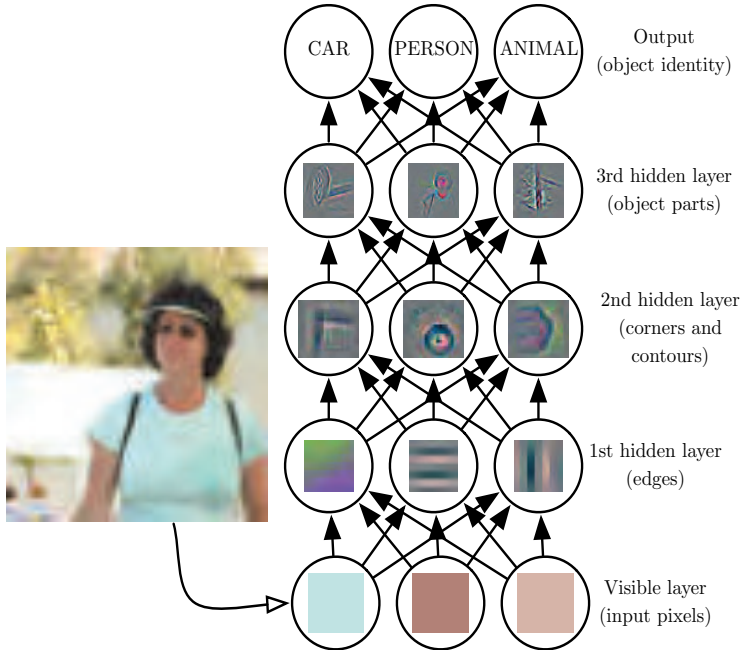 CAR
PERSON
ANIMAL
Output
(object identity)
3rd hidden layer
(object parts)
2nd hidden layer
(corners and
contours)
1st hidden layer
(edges)
Visible layer
(input pixels)